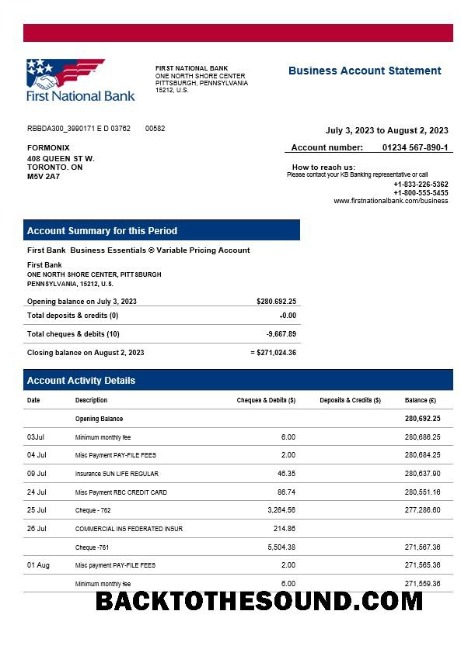 First National Bank
FIRST NATIONAL BANK
ONE NORTH SHORE CENTER
PITTSBURGH, PENNSYLVANIA
15212, U.S.
Business Account Statement
RBBDA300_3990171 E D 03762 00582
July 3, 2023 to August 2, 2023
FORMONIX
Account number: 01234 567-890-1
408 QUEEN ST W.
TORONTO. ON
M5V 2A7
How to reach us:
Please contact your KB Banking representative or call
+1-833-226-5362
+1-800-555-5455
www.firstnationalbank.com/business
Account Summary for this Period
First Bank Business Essentials ® Variable Pricing Account
First Bank
ONE NORTH SHORE CENTER, PITTSBURGH
PENNSYLVANIA, 15212, U.S.
Opening balance on July 3, 2023 $280.692.25
Total deposits & credits (0) +0.00
Total cheques & debits (10) -9,667.89
Closing balance on August 2, 2023 = $271,024.36
Account Activity Details
Date Description Cheques & Debits ($) Deposits & Credits ($) Balance (£)
Opening Balance 280,692.25
03Jul Minimum monthly fee 6.00 280,686.25
04 Jul Misc Payment PAY-FILE FEES 2.00 280,684.25
09 Jul Insurance SUN LIFE REGULAR 46.35 280,637.90
24 Jul Misc Payment RBC CREDIT CARD 86.74 280,551.16
25 Jul Cheque - 762 3,264.56 277,286.60
26 Jul COMMERCIAL INS FEDERATED INSUR 214.86
Cheque -761 5,504.38 271,567.36
01 Aug Misc payment PAY-FILE FEES 2.00 271,565.36
Minimum monthly fee 6.00 271,559.36
BACKTOTHESOUND.COM